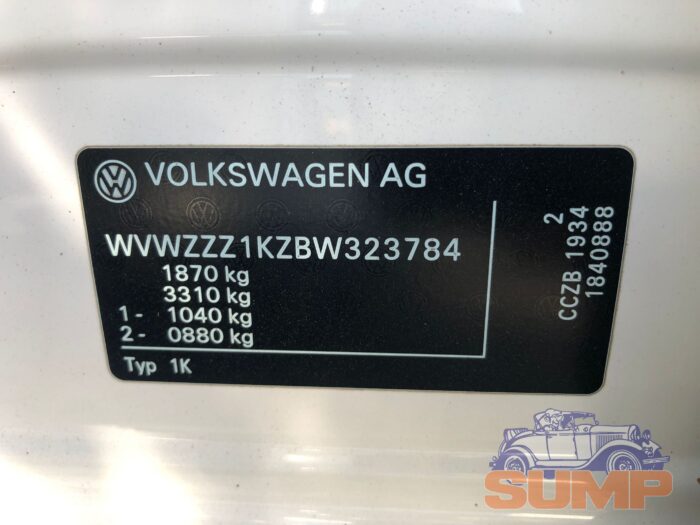 VOLKSWAGEN AG
WVWZZZ1KZBW323784
1870 kg
3310 kg
1- 1040 kg
2- 0880 kg
Typ 1K
2
CCZB 1934
1840888
SUMP